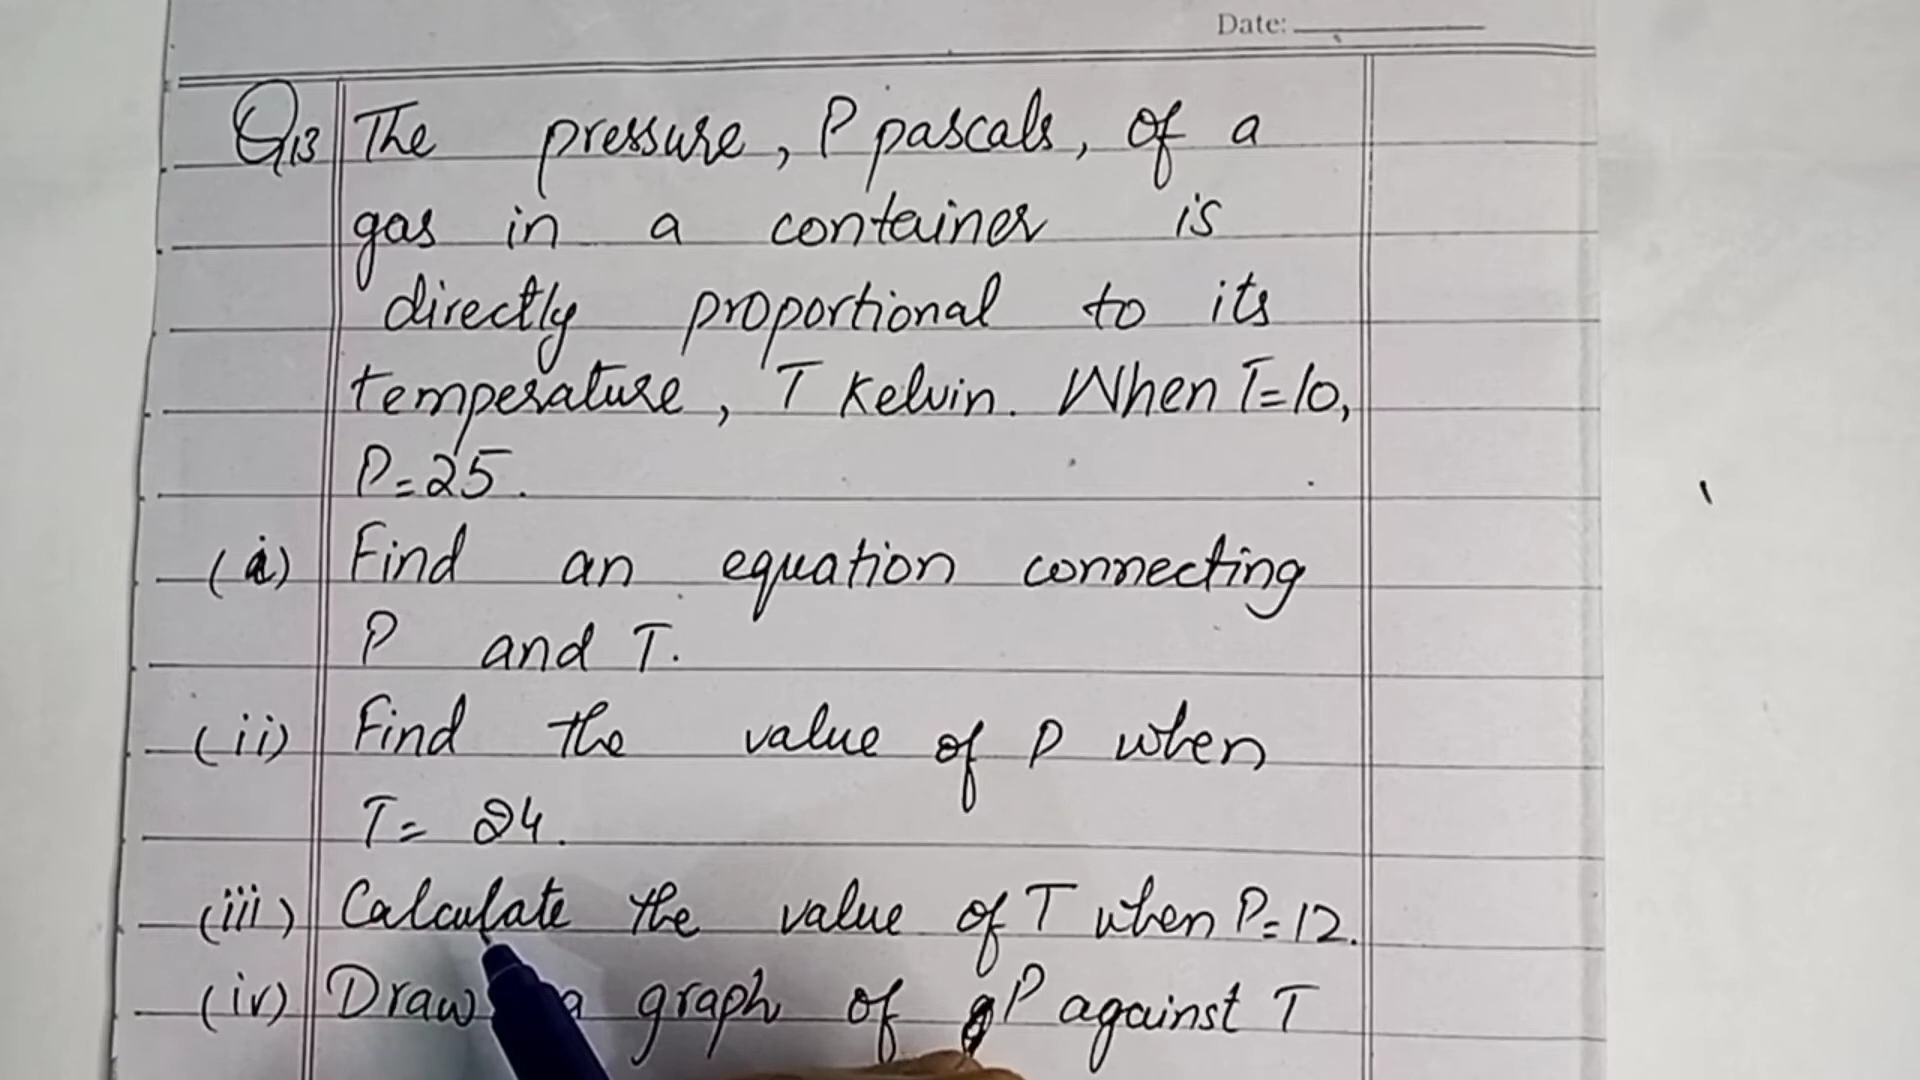 Date:
Q13 The pressure, P pascals, of a
gas in a container is
directly proportional to its
temperature, T Kelvin. When T=10,
P=25.
(i) Find an equation connecting
P and T.
(ii) Find the value of P when
T= 24.
(iii) Calculate the value of T when P=12.
(iv) Draw a graph of P against T